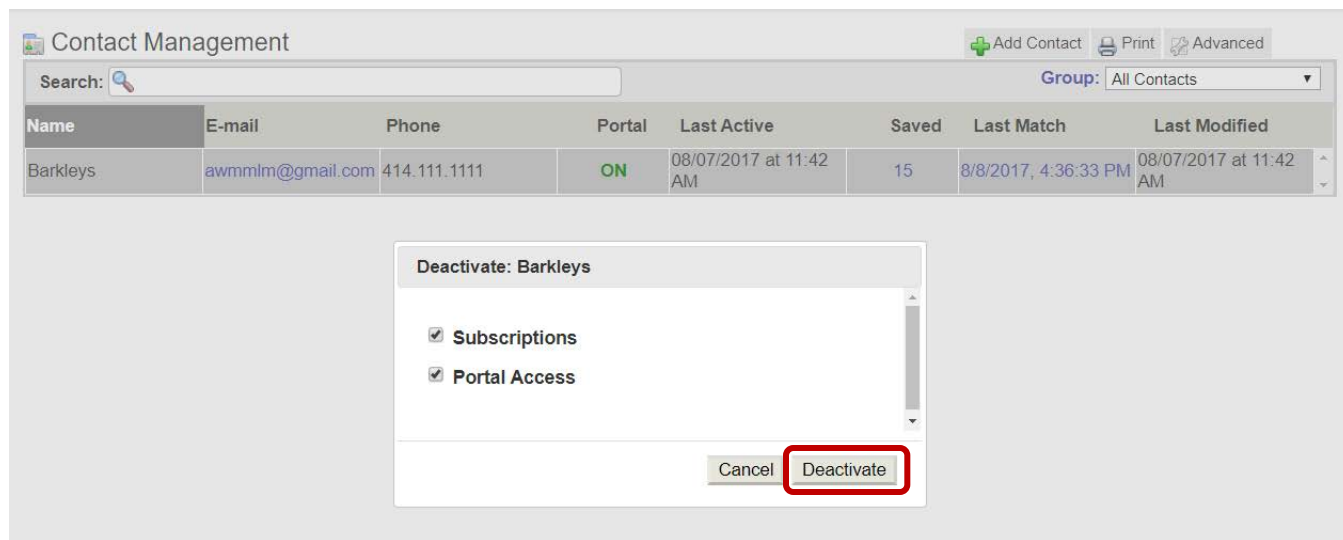 Contact Management
Add Contact Print Advanced
Search: Group: All Contacts
Name E-mail Phone Portal Last Active Saved Last Match Last Modified
Barkleys awmmlm@gmail.com 414.111.1111 ON 08/07/2017 at 11:42 AM 15 8/8/2017, 4:36:33 PM 08/07/2017 at 11:42 AM
Deactivate: Barkleys
Subscriptions
Portal Access
Cancel Deactivate